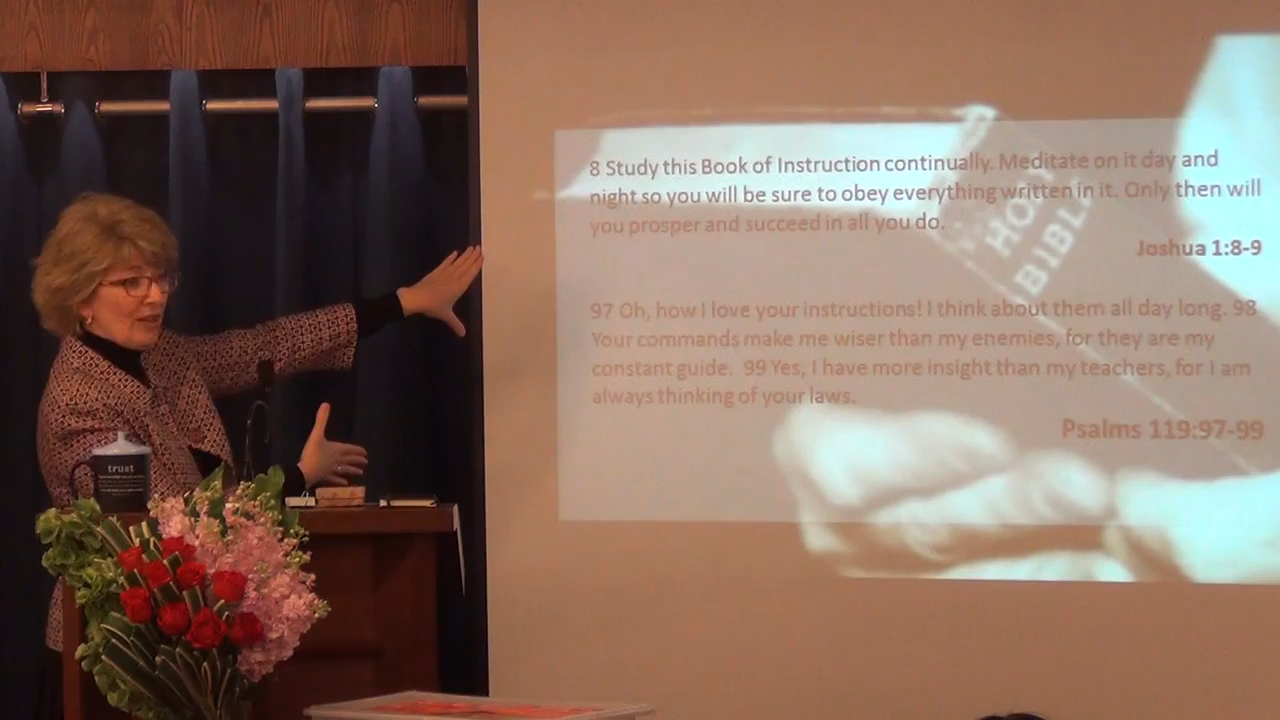 8 Study this Book of Instruction continually. Meditate on it day and
night so you will be sure to obey everything written in it. Only then will
you prosper and succeed in all you do.
Joshua 1:8-9
97 Oh, how I love your instructions! I think about them all day long. 98
Your commands make me wiser than my enemies, for they are my
constant guide.  99 Yes, I have more insight than my teachers, for I am
always thinking of your laws.
Psalms 119:97-99
HOLY
BIBLE
trust